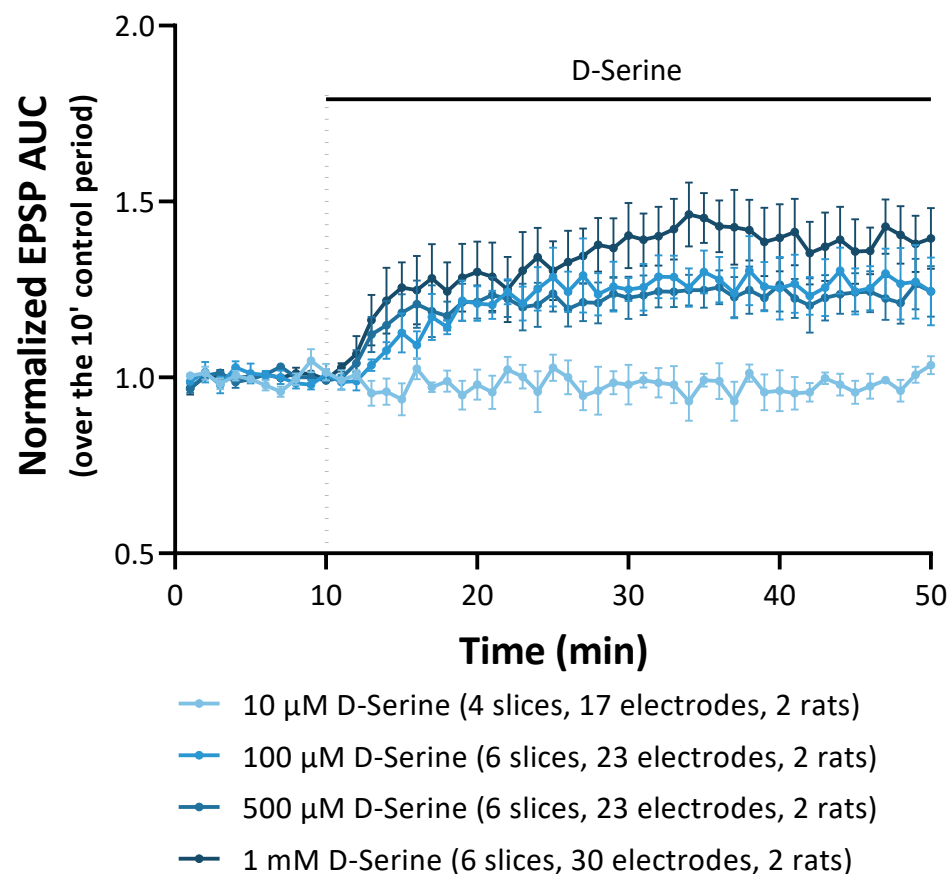 2.0
1.5
1.0
0.5
Normalized EPSP AUC
(over the 10' control period)
D-Serine
0
10
20
30
40
50
Time (min)
10 µM D-Serine (4 slices, 17 electrodes, 2 rats)
100 µM D-Serine (6 slices, 23 electrodes, 2 rats)
500 µM D-Serine (6 slices, 23 electrodes, 2 rats)
1 mM D-Serine (6 slices, 30 electrodes, 2 rats)